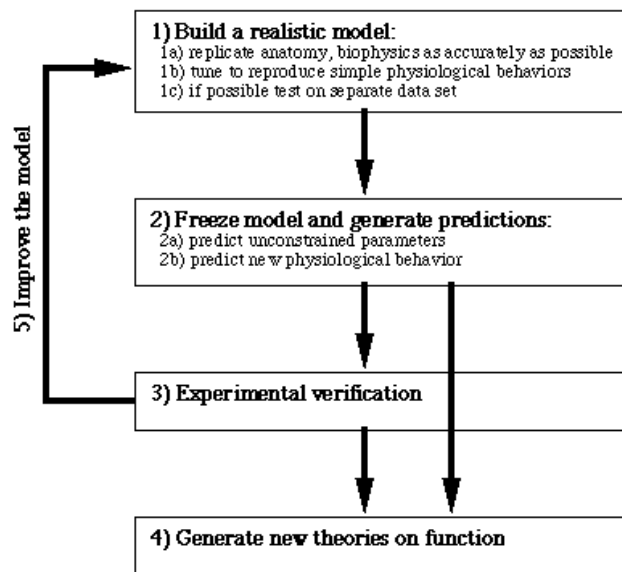 1) Build a realistic model:
1a) replicate anatomy, biophysics as accurately as possible
1b) tune to reproduce simple physiological behaviors
1c) if possible test on separate data set
5) Improve the model
2) Freeze model and generate predictions:
2a) predict unconstrained parameters
2b) predict new physiological behavior
3) Experimental verification
4) Generate new theories on function